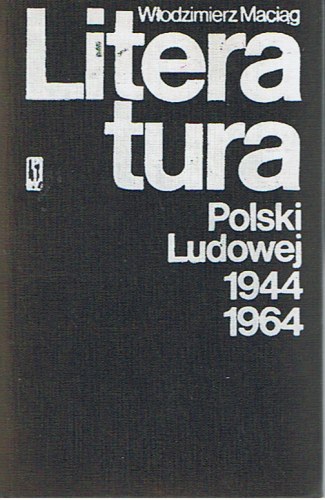 Włodzimierz Maciąg
Litera
tura
Polski
Ludowej
1944
1964